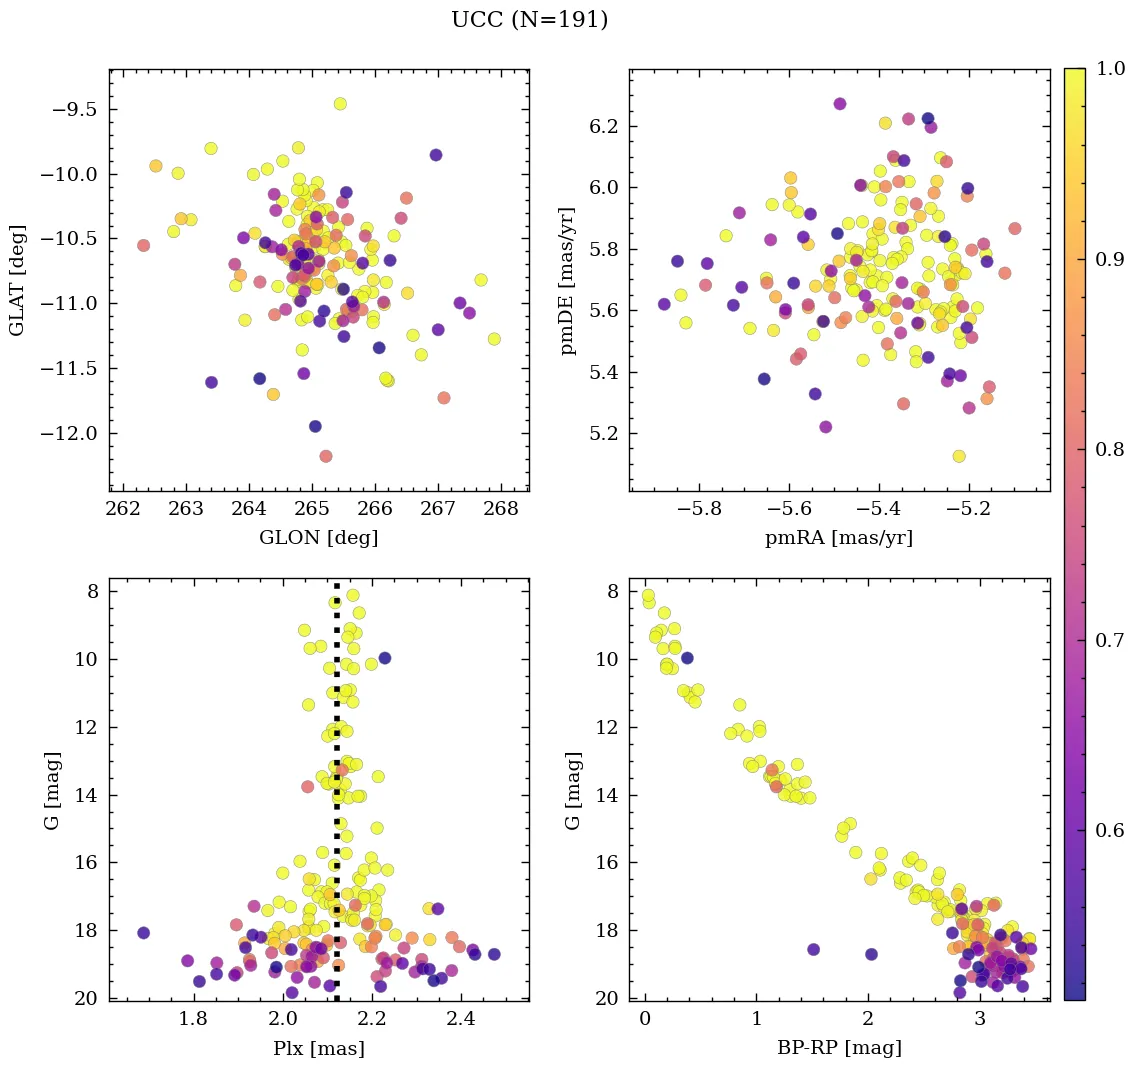 UCC (N=191)
−9.5
−10.0
−10.5
−11.0
−11.5
−12.0
GLAT [deg]
262 263 264 265 266 267 268
GLON [deg]
6.2
6.0
5.8
5.6
5.4
5.2
pmDE [mas/yr]
−5.8 −5.6 −5.4 −5.2
pmRA [mas/yr]
1.0
0.9
0.8
0.7
0.6
8
10
12
14
16
18
20
G [mag]
1.8 2.0 2.2 2.4
Plx [mas]
8
10
12
14
16
18
20
G [mag]
0 1 2 3
BP-RP [mag]